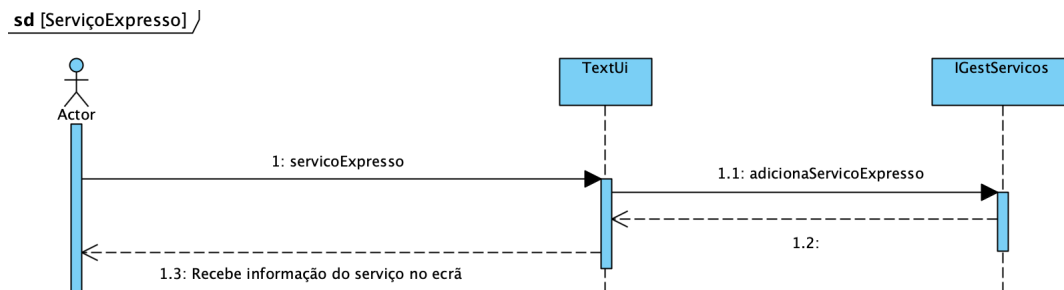 sd [ServiçoExpresso]
TextUi
IGestServicos
Actor
1: servicoExpresso
1.1: adicionaServicoExpresso
1.2:
1.3: Recebe informação do serviço no ecrã